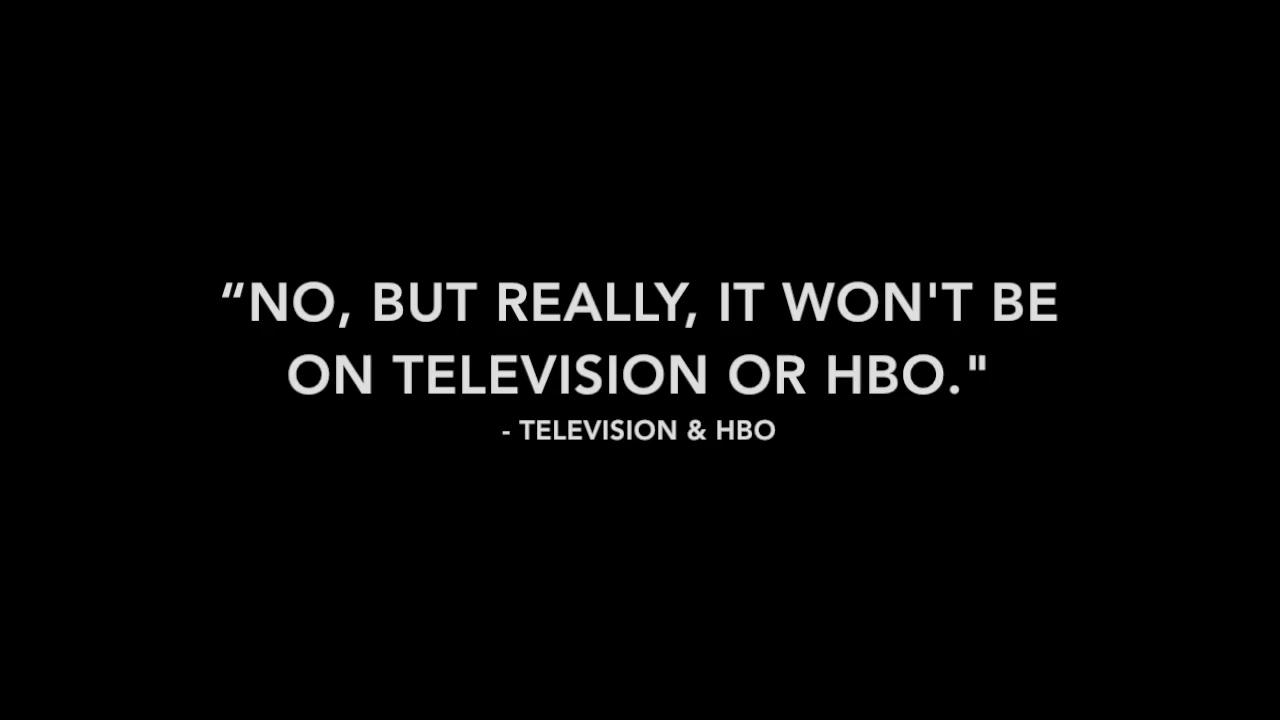 “NO, BUT REALLY, IT WON'T BE
ON TELEVISION OR HBO."
- TELEVISION & HBO